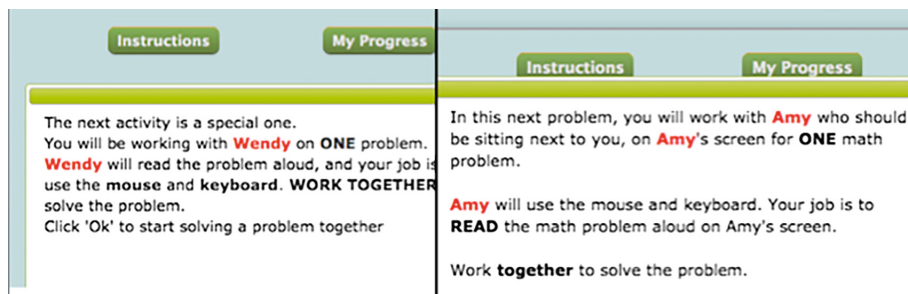 Instructions My Progress
The next activity is a special one.
You will be working with Wendy on ONE problem.
Wendy will read the problem aloud, and your job is
use the mouse and keyboard. WORK TOGETHER
solve the problem.
Click 'Ok' to start solving a problem together
Instructions My Progress
In this next problem, you will work with Amy who should
be sitting next to you, on Amy's screen for ONE math
problem.
Amy will use the mouse and keyboard. Your job is to
READ the math problem aloud on Amy's screen.
Work together to solve the problem.